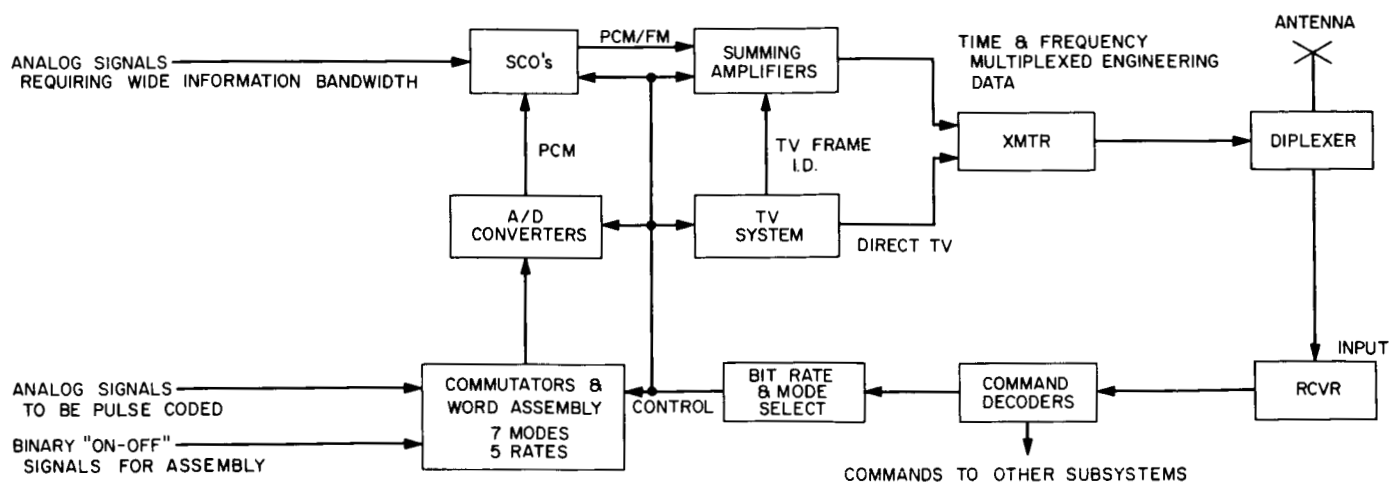 ANALOG SIGNALS
REQUIRING WIDE INFORMATION BANDWIDTH
SCO's
PCM/FM
SUMMING
AMPLIFIERS
TIME & FREQUENCY
MULTIPLEXED ENGINEERING
DATA
ANTENNA
XMTR
DIPLEXER
PCM
TV FRAME
I.D.
A/D
CONVERTERS
TV
SYSTEM
DIRECT TV
ANALOG SIGNALS
TO BE PULSE CODED
BINARY "ON-OFF"
SIGNALS FOR ASSEMBLY
COMMUTATORS &
WORD ASSEMBLY
7 MODES
5 RATES
CONTROL
BIT RATE
& MODE
SELECT
COMMAND
DECODERS
INPUT
RCVR
COMMANDS TO OTHER SUBSYSTEMS